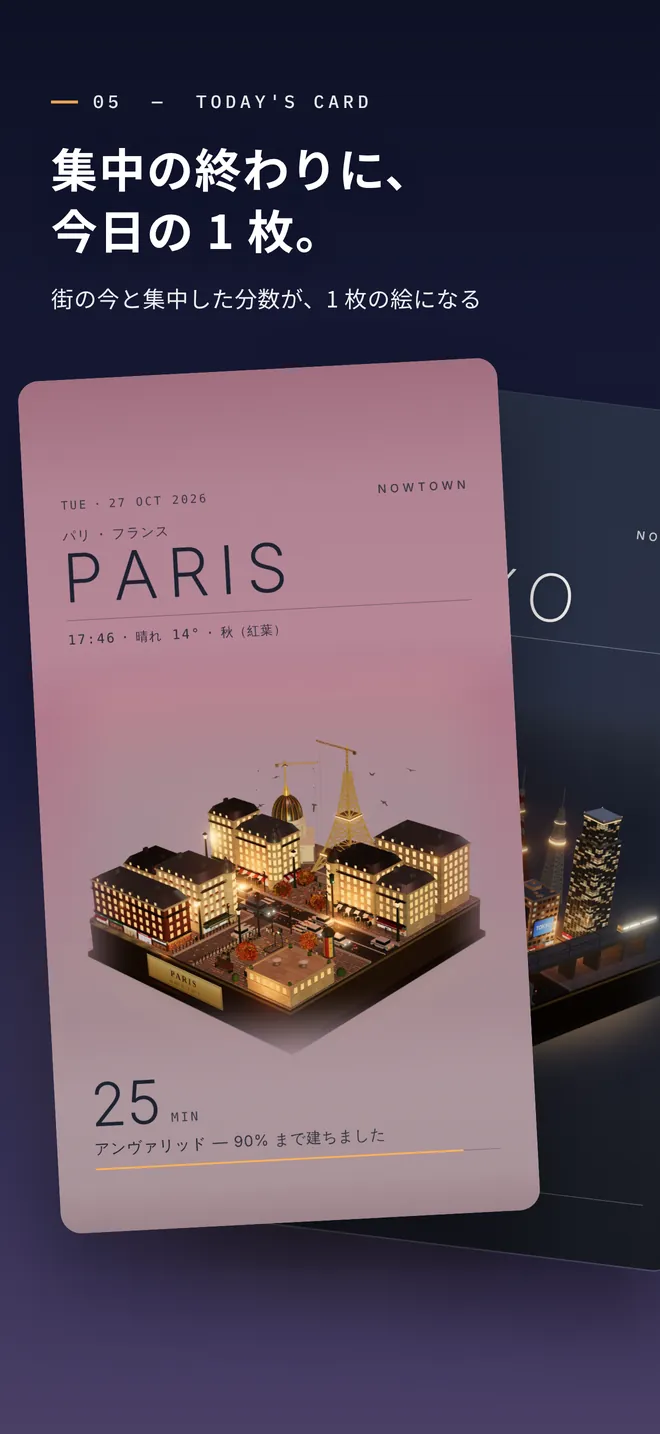 05 — TODAY'S CARD
集中の終わりに、
今日の 1 枚。
街の今と集中した分数が、1 枚の絵になる
TUE · 27 OCT 2026
NOWTOWN
パリ · フランス
PARIS
17:46 · 晴れ 14° · 秋（紅葉）
NO
YO
TOKYO
PARIS
25 MIN
アンヴァリッド — 90% まで建ちました